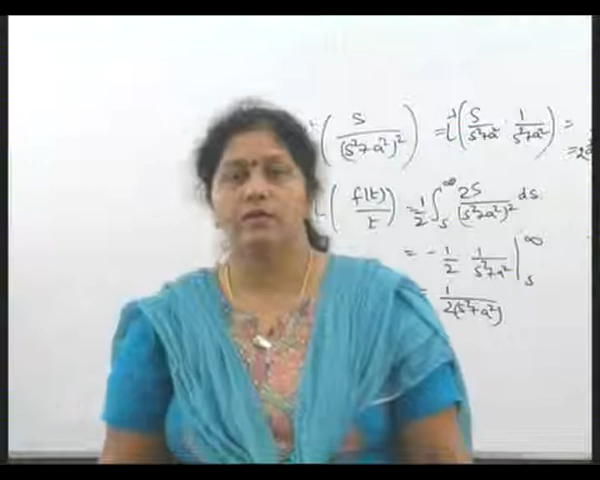 ( s / (s²+a²)² ) = L⁻¹( s / s²+a² · 1 / s²+a² ) =
L ( f(t) / t ) = 1/2 ∫ₛ^∞ 2s / (s²+a²)² ds
= - 1/2 1 / s²+a² |ₛ^∞
= 1 / 2(s²+a²)